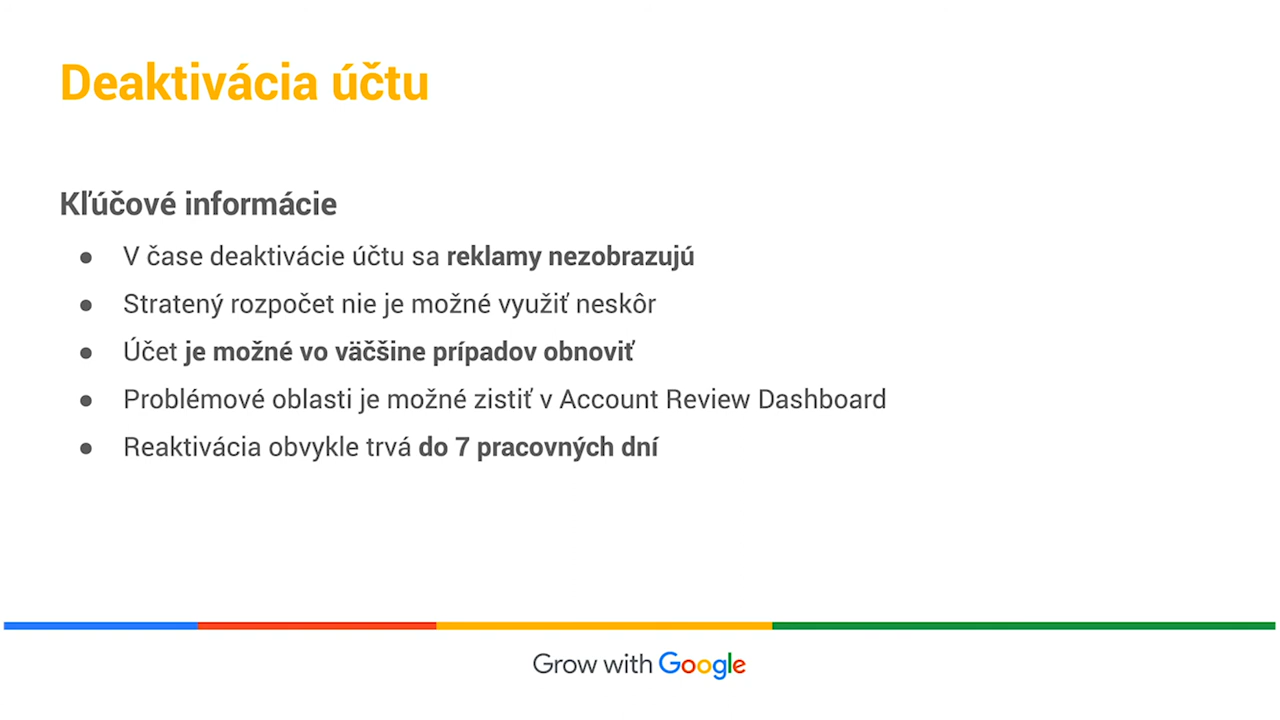 Deaktivácia účtu
Kľúčové informácie
● V čase deaktivácie účtu sa reklamy nezobrazujú
● Stratený rozpočet nie je možné využiť neskôr
● Účet je možné vo väčšine prípadov obnoviť
● Problémové oblasti je možné zistiť v Account Review Dashboard
● Reaktivácia obvykle trvá do 7 pracovných dní
Grow with Google